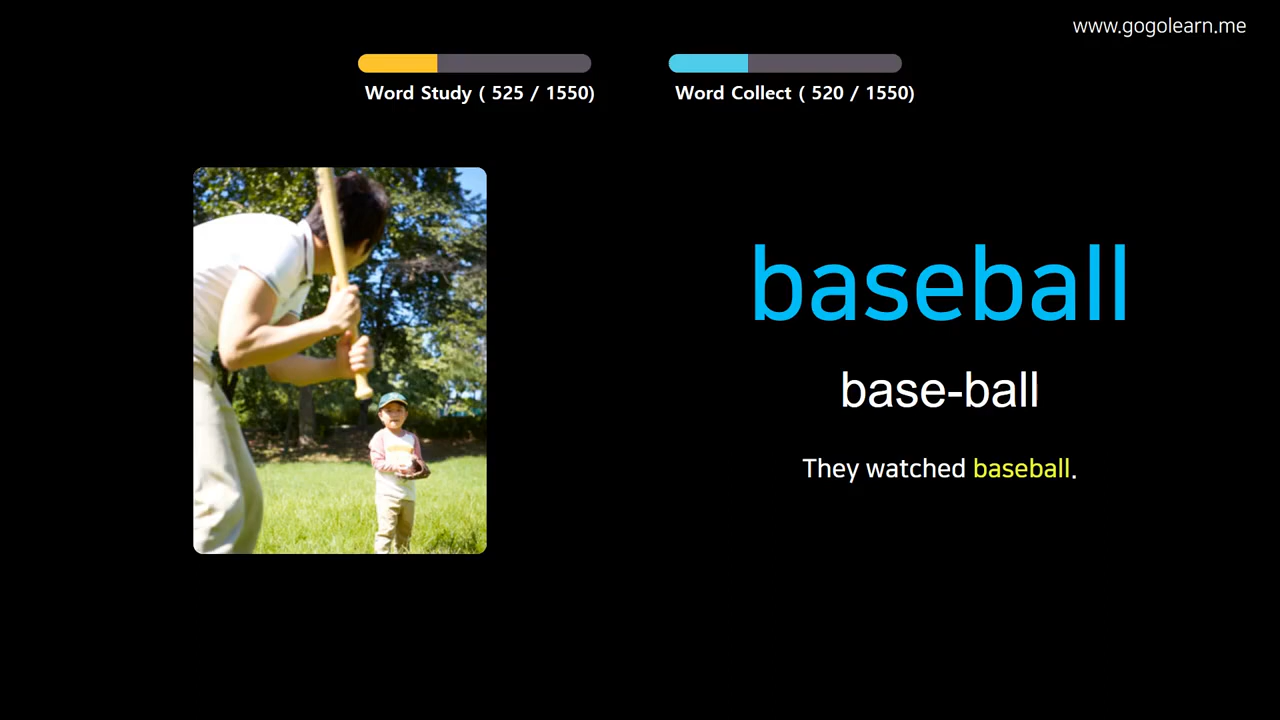 www.gogolearn.me
Word Study ( 525 / 1550)
Word Collect ( 520 / 1550)
baseball
base-ball
They watched baseball.